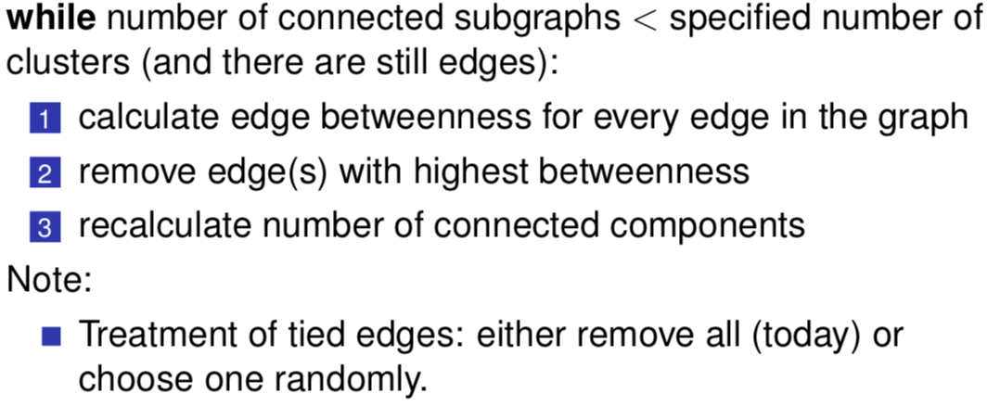 while number of connected subgraphs < specified number of
clusters (and there are still edges):
1 calculate edge betweenness for every edge in the graph
2 remove edge(s) with highest betweenness
3 recalculate number of connected components
Note:
■ Treatment of tied edges: either remove all (today) or
choose one randomly.